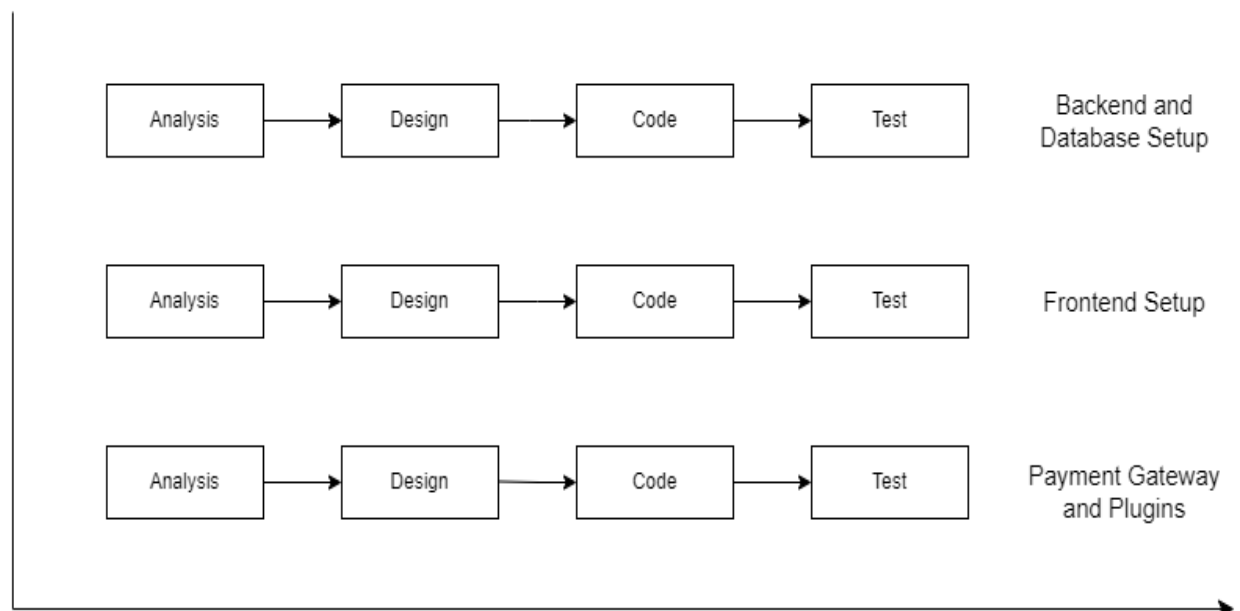 Analysis
Design
Code
Test
Backend and
Database Setup
Analysis
Design
Code
Test
Frontend Setup
Analysis
Design
Code
Test
Payment Gateway
and Plugins